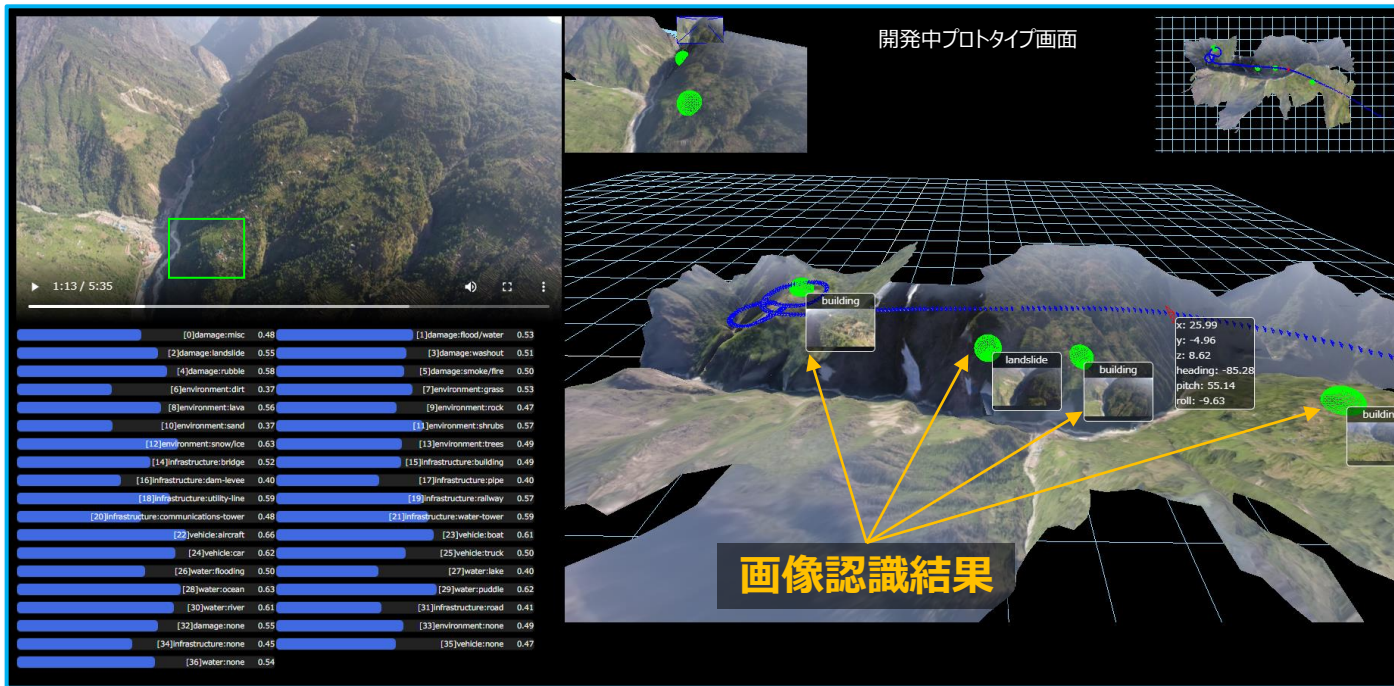 開発中プロトタイプ画面
1:13 / 5:35
[0]damage:misc 0.48
[1]damage:flood/water 0.53
[2]damage:landslide 0.55
[3]damage:washout 0.51
[4]damage:rubble 0.58
[5]damage:smoke/fire 0.50
[6]environment:dirt 0.37
[7]environment:grass 0.53
[8]environment:lava 0.56
[9]environment:rock 0.47
[10]environment:sand 0.37
[11]environment:shrubs 0.57
[12]environment:snow/ice 0.63
[13]environment:trees 0.49
[14]infrastructure:bridge 0.52
[15]infrastructure:building 0.49
[16]infrastructure:dam-levee 0.40
[17]infrastructure:pipe 0.40
[18]infrastructure:utility-line 0.59
[19]infrastructure:railway 0.57
[20]infrastructure:communications-tower 0.48
[21]infrastructure:water-tower 0.59
[22]vehicle:aircraft 0.66
[23]vehicle:boat 0.61
[24]vehicle:car 0.62
[25]vehicle:truck 0.50
[26]water:flooding 0.50
[27]water:lake 0.40
[28]water:ocean 0.63
[29]water:puddle 0.62
[30]water:river 0.61
[31]infrastructure:road 0.41
[32]damage:none 0.55
[33]environment:none 0.49
[34]infrastructure:none 0.45
[35]vehicle:none 0.47
[36]water:none 0.54
building
landslide
building
x: 25.99
y: -4.96
z: 8.62
heading: -85.28
pitch: 55.14
roll: -9.63
buildin
画像認識結果